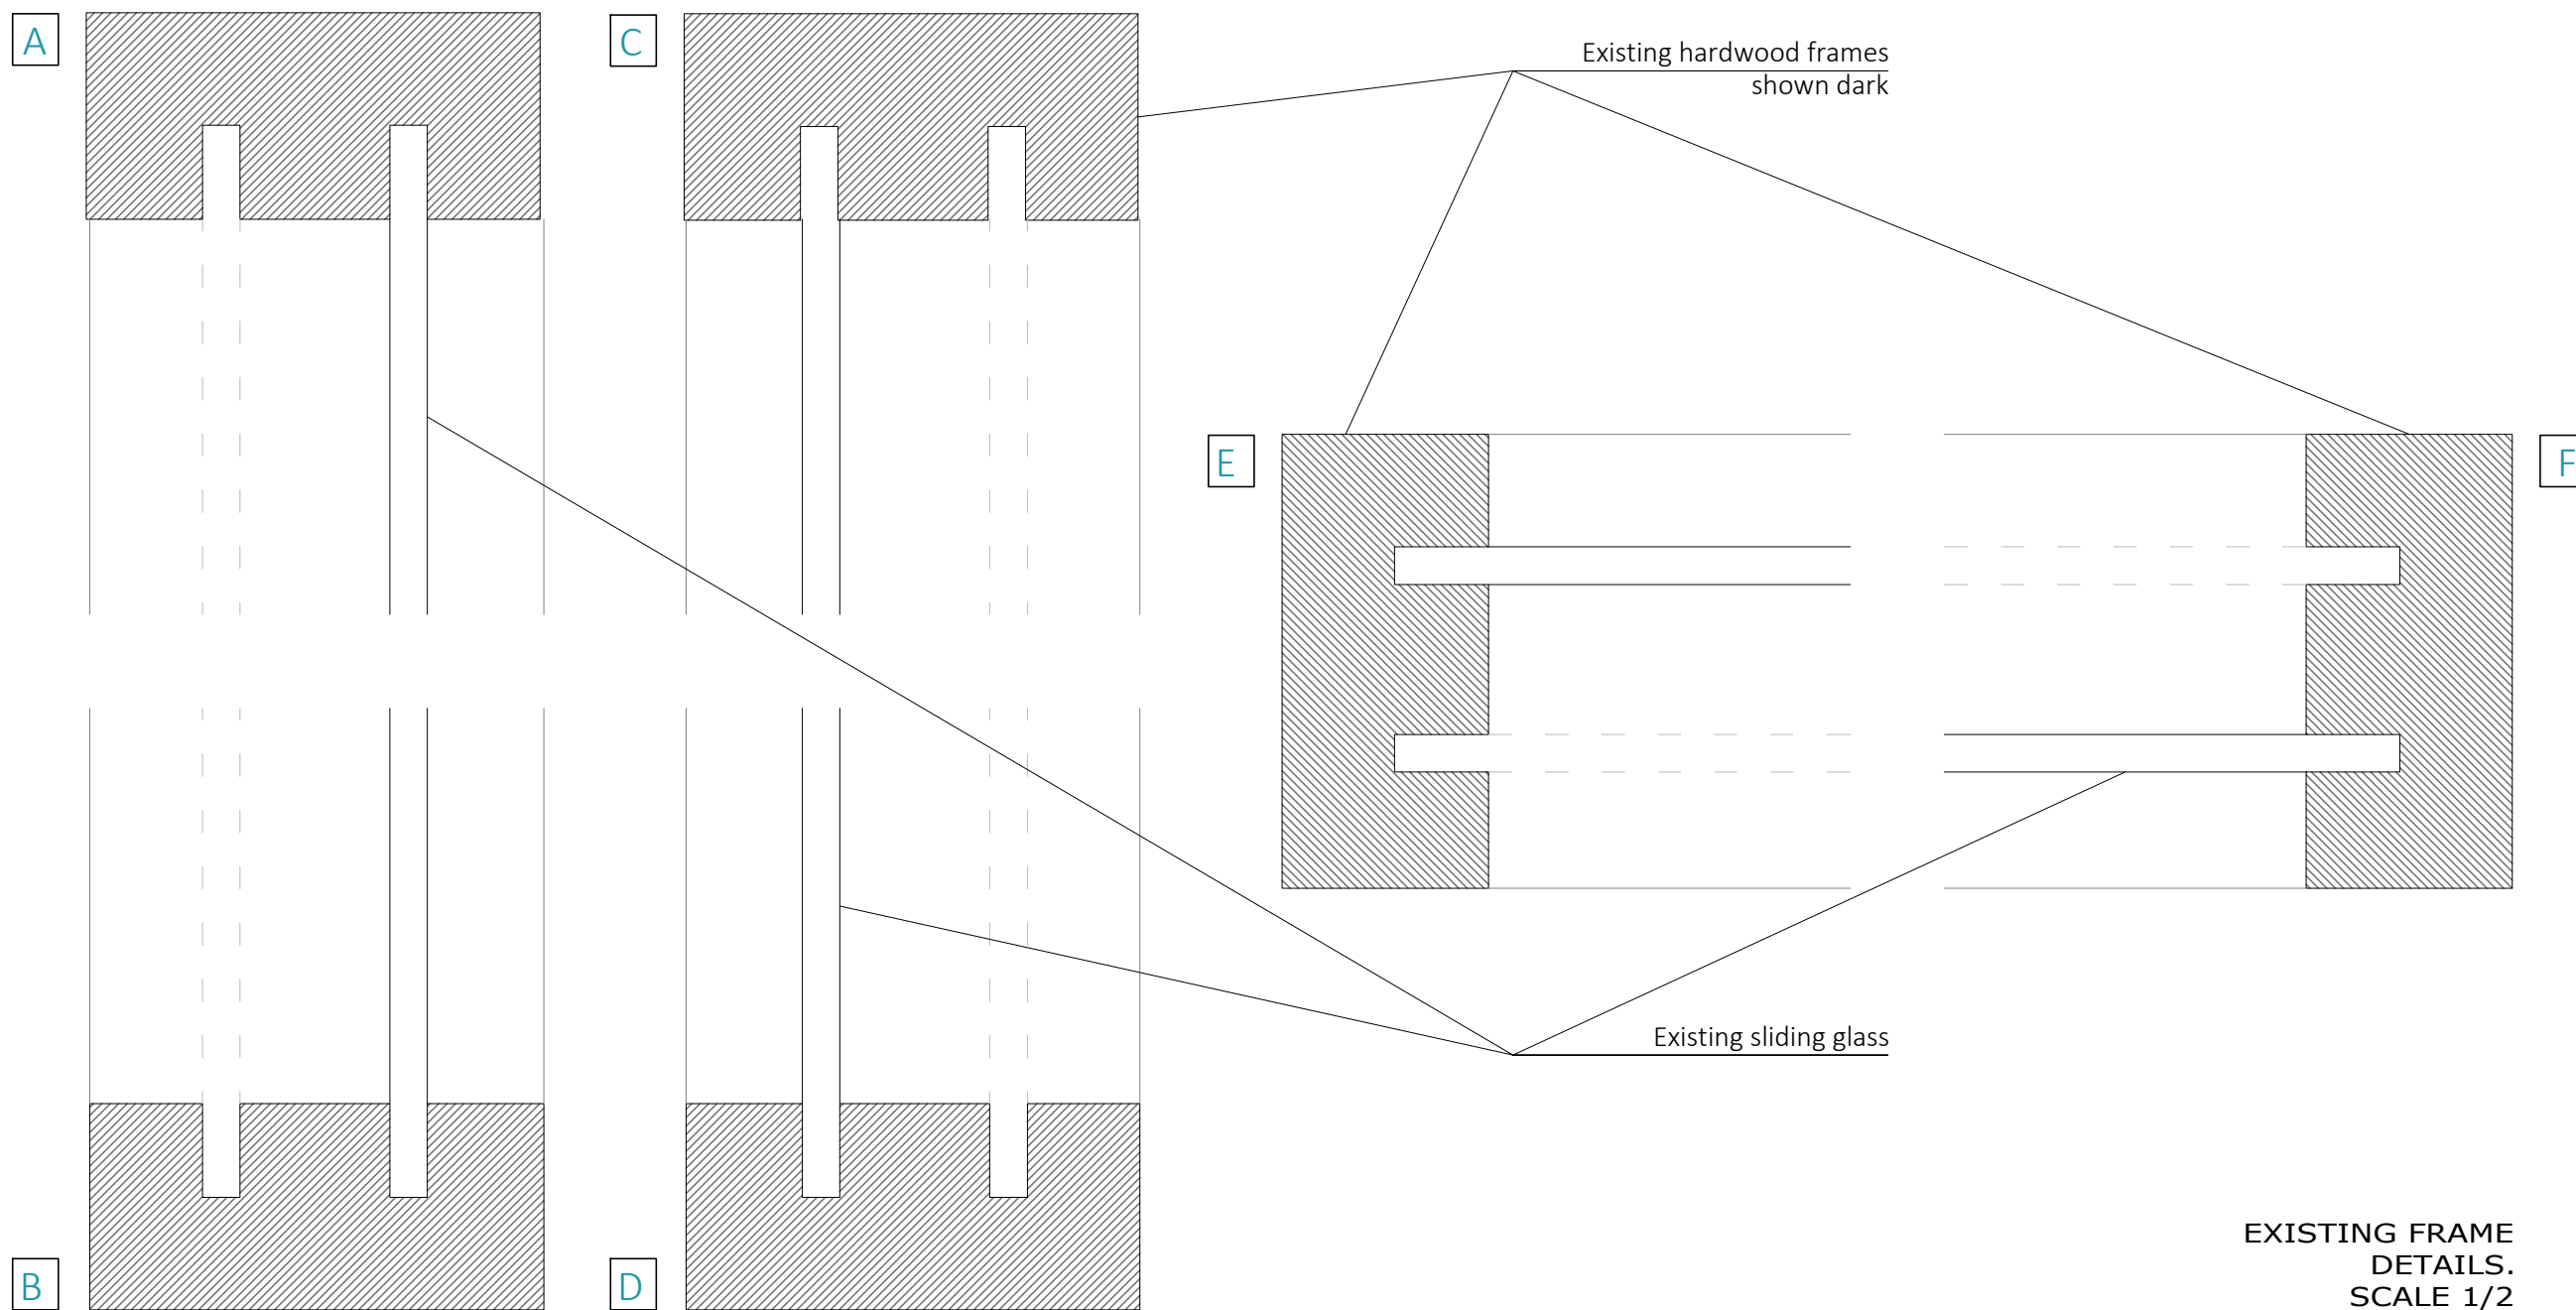 A
C
Existing hardwood frames
shown dark
E
F
Existing sliding glass
B
D
EXISTING FRAME
DETAILS.
SCALE 1/2